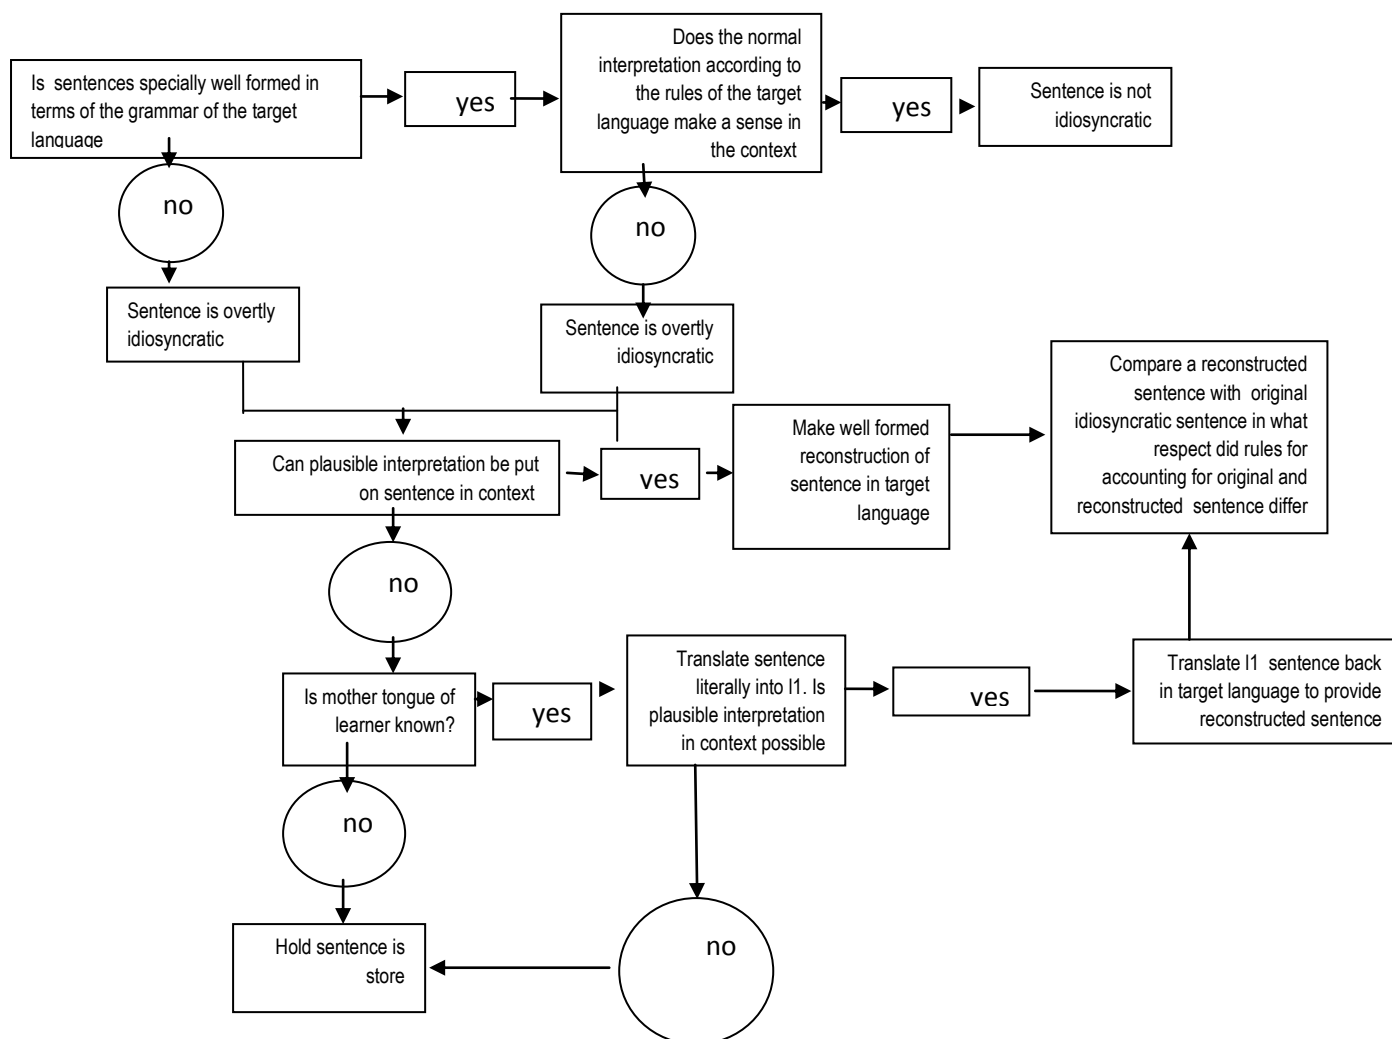 Is sentences specially well formed in
terms of the grammar of the target
language
yes
Does the normal
interpretation according to
the rules of the target
language make a sense in
the context
yes
Sentence is not
idiosyncratic
no
no
Sentence is overtly
idiosyncratic
Sentence is overtly
idiosyncratic
Can plausible interpretation be put
on sentence in context
yes
Make well formed
reconstruction of
sentence in target
language
Compare a reconstructed
sentence with original
idiosyncratic sentence in what
respect did rules for
accounting for original and
reconstructed sentence differ
no
Is mother tongue of
learner known?
yes
Translate sentence
literally into l1. Is
plausible interpretation
in context possible
yes
Translate l1 sentence back
in target language to provide
reconstructed sentence
no
no
Hold sentence is
store